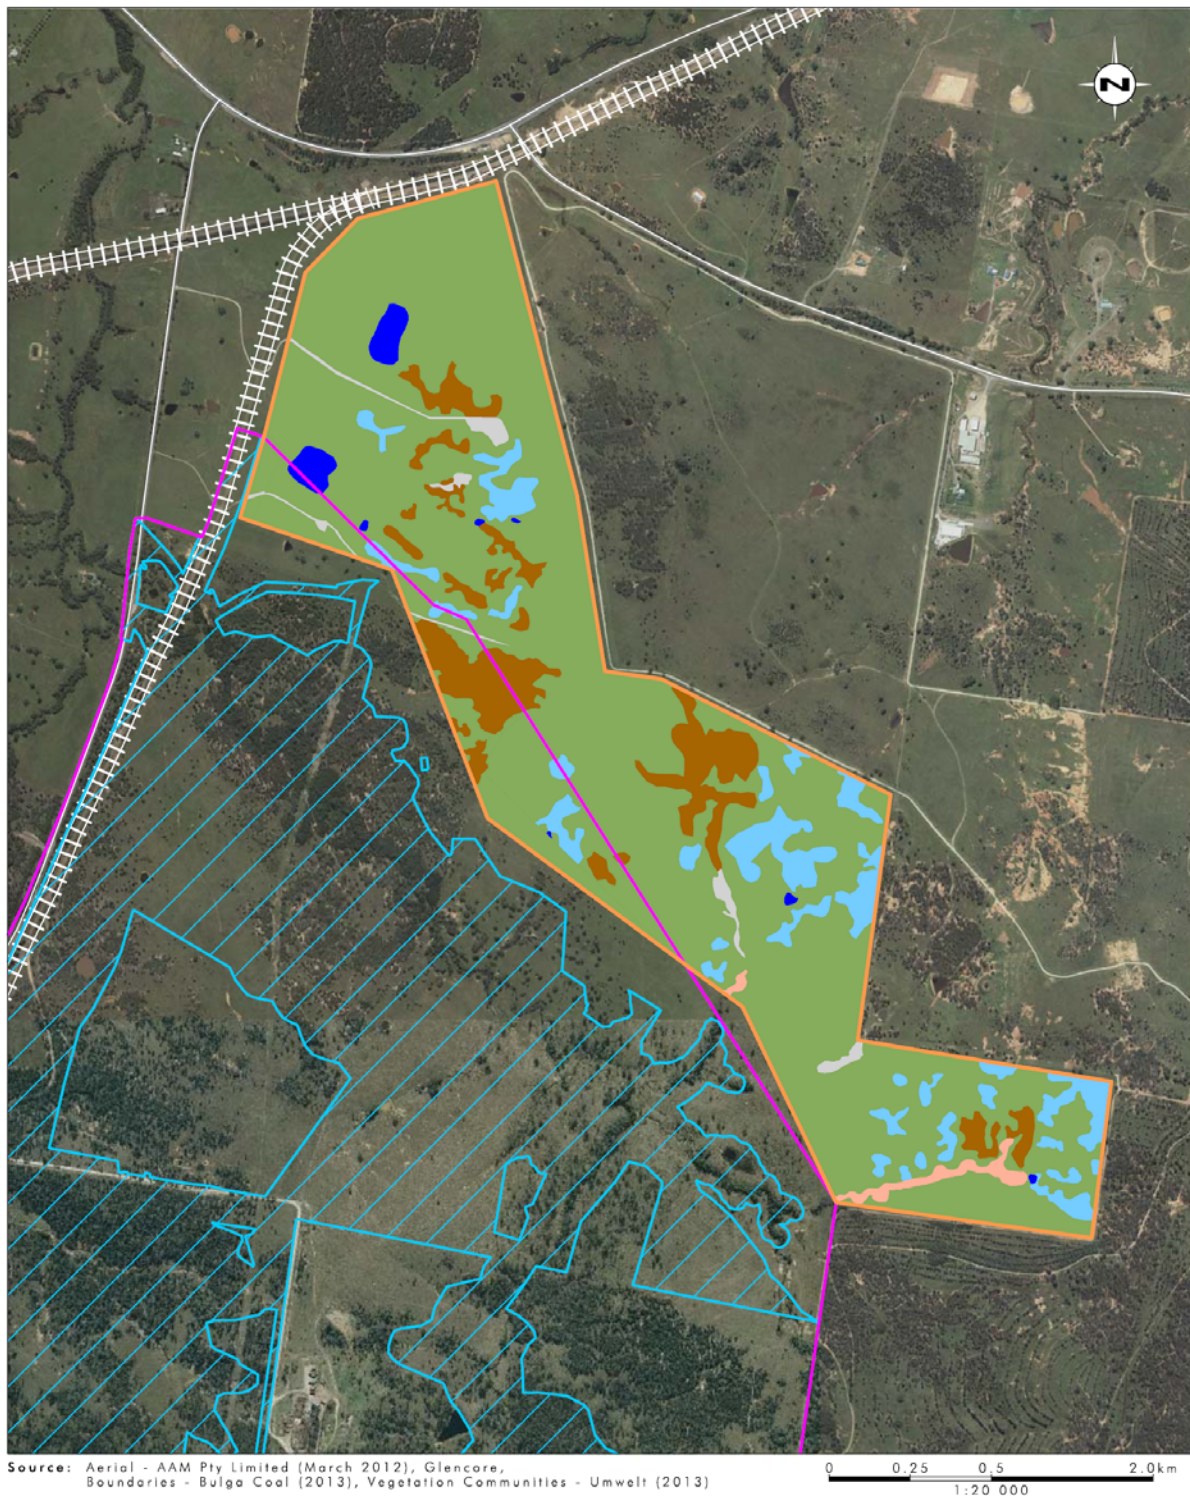 N
Source: Aerial - AAM Pty Limited (March 2012), Glencore,
Boundaries - Bulga Coal (2013), Vegetation Communities - Umwelt (2013)
0 0.25 0.5 2.0km
1:20 000